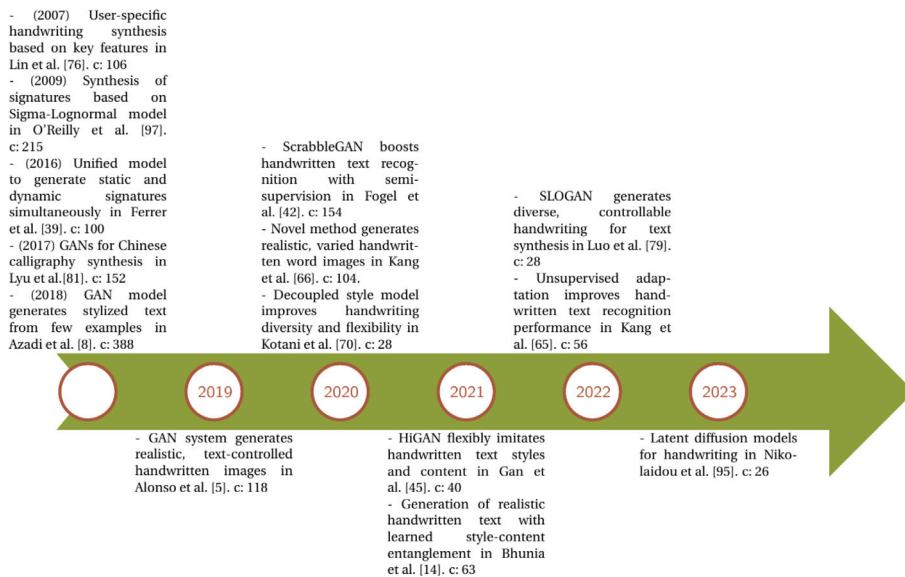 - (2007) User-specific
handwriting synthesis
based on key features in
Lin et al. [76]. c: 106
- (2009) Synthesis of
signatures based on
Sigma-Lognormal model
in O'Reilly et al. [97].
c: 215
- (2016) Unified model
to generate static and
dynamic signatures
simultaneously in Ferrer
et al. [39]. c: 100
- (2017) GANs for Chinese
calligraphy synthesis in
Lyu et al.[81]. c: 152
- (2018) GAN model
generates stylized text
from few examples in
Azadi et al. [8]. c: 388
- ScrabbleGAN boosts
handwritten text recog-
nition with semi-
supervision in Fogel et
al. [42]. c: 154
- Novel method generates
realistic, varied handwrit-
ten word images in Kang
et al. [66]. c: 104.
- Decoupled style model
improves handwriting
diversity and flexibility in
Kotani et al. [70]. c: 28
- SLOGAN generates
diverse, controllable
handwriting for text
synthesis in Luo et al. [79].
c: 28
- Unsupervised adap-
tation improves hand-
written text recognition
performance in Kang et
al. [65]. c: 56
2019
2020
2021
2022
2023
- GAN system generates
realistic, text-controlled
handwritten images in
Alonso et al. [5]. c: 118
- HiGAN flexibly imitates
handwritten text styles
and content in Gan et
al. [45]. c: 40
- Generation of realistic
handwritten text with
learned style-content
entanglement in Bhunia
et al. [14]. c: 63
- Latent diffusion models
for handwriting in Niko-
laidou et al. [95]. c: 26